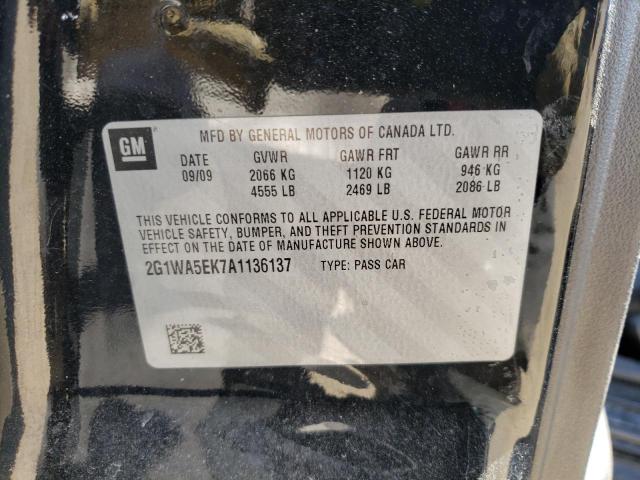 GM
MFD BY GENERAL MOTORS OF CANADA LTD.
DATE GVWR GAWR FRT GAWR RR
09/09 2066 KG 1120 KG 946 KG
4555 LB 2469 LB 2086 LB
THIS VEHICLE CONFORMS TO ALL APPLICABLE U.S. FEDERAL MOTOR
VEHICLE SAFETY, BUMPER, AND THEFT PREVENTION STANDARDS IN
EFFECT ON THE DATE OF MANUFACTURE SHOWN ABOVE.
2G1WA5EK7A1136137 TYPE: PASS CAR